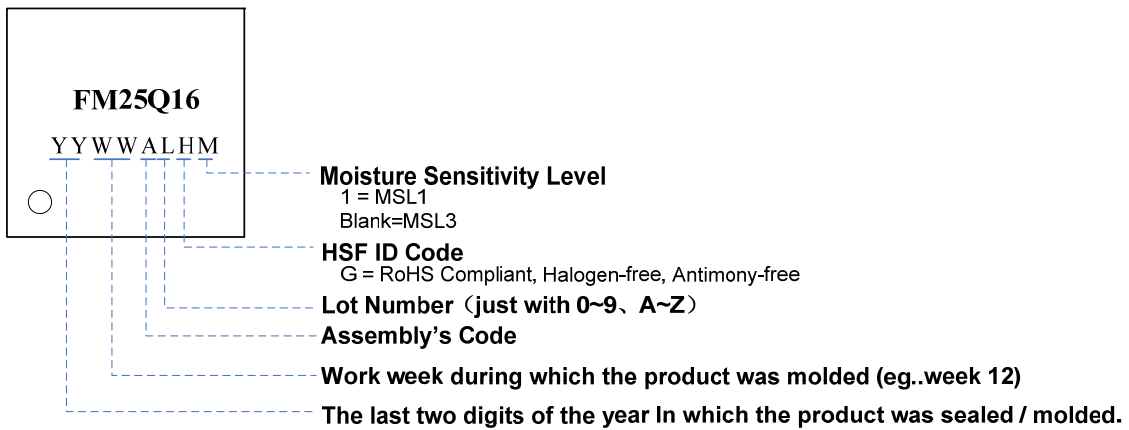 FM25Q16
YYWWALHM
Moisture Sensitivity Level
1 = MSL1
Blank=MSL3
HSF ID Code
G = RoHS Compliant, Halogen-free, Antimony-free
Lot Number（just with 0~9、A~Z）
Assembly’s Code
Work week during which the product was molded (eg..week 12)
The last two digits of the year In which the product was sealed / molded.